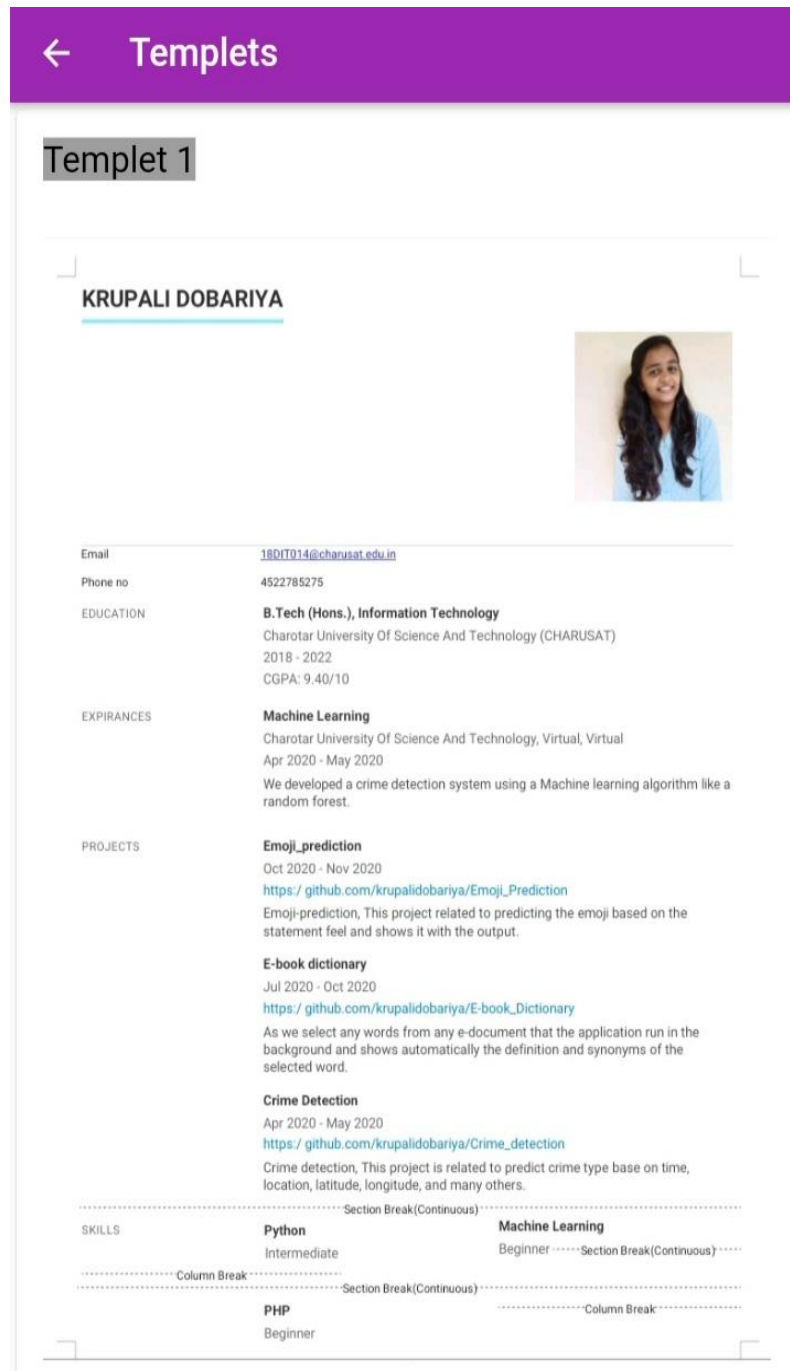 Templets
Templet 1
KRUPALI DOBARIYA
Email 18DIT014@charusat.edu.in
Phone no 4522785275
EDUCATION B.Tech (Hons.), Information Technology
Charotar University Of Science And Technology (CHARUSAT)
2018 - 2022
CGPA: 9.40/10
EXPIRANCES Machine Learning
Charotar University Of Science And Technology, Virtual, Virtual
Apr 2020 - May 2020
We developed a crime detection system using a Machine learning algorithm like a
random forest.
PROJECTS Emoji_prediction
Oct 2020 - Nov 2020
https:/ github.com/krupalidobariya/Emoji_Prediction
Emoji-prediction, This project related to predicting the emoji based on the
statement feel and shows it with the output.
E-book dictionary
Jul 2020 - Oct 2020
https:/ github.com/krupalidobariya/E-book_Dictionary
As we select any words from any e-document that the application run in the
background and shows automatically the definition and synonyms of the
selected word.
Crime Detection
Apr 2020 - May 2020
https:/ github.com/krupalidobariya/Crime_detection
Crime detection, This project is related to predict crime type base on time,
location, latitude, longitude, and many others.
Section Break(Continuous)
SKILLS Python Machine Learning
Intermediate Beginner Section Break(Continuous)
Column Break
Section Break(Continuous)
PHP Column Break
Beginner